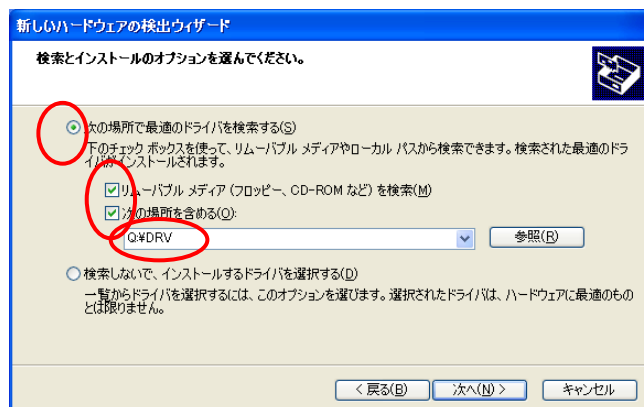 新しいハードウェアの検出ウィザード
検索とインストールのオプションを選んでください。
次の場所で最適のドライバを検索する(S)
下のチェック ボックスを使って、リムーバブル メディアやローカル パスから検索できます。検索された最適のドラ
イバがインストールされます。
リムーバブル メディア (フロッピー、CD-ROM など) を検索(M)
次の場所を含める(O):
Q:¥DRV
参照(R)
検索しないで、インストールするドライバを選択する(D)
一覧からドライバを選択するには、このオプションを選びます。選択されたドライバは、ハードウェアに最適のもの
とは限りません。
< 戻る(B)
次へ(N) >
キャンセル